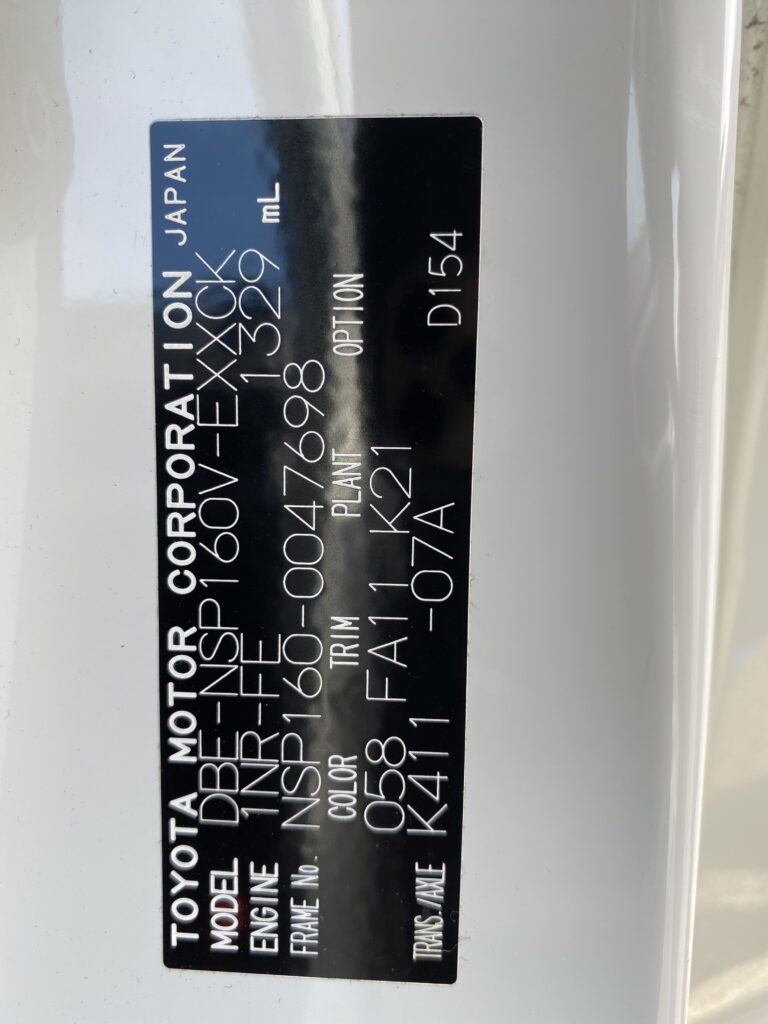 TOYOTA MOTOR CORPORATION JAPAN
MODEL DBE-NSP160V-EXXCK
ENGINE 1NR-FE 1329 mL
FRAME No. NSP160-0047698
COLOR TRIM PLANT OPTION
058 FA11 K21
TRANS./AXLE K411 -07A D154